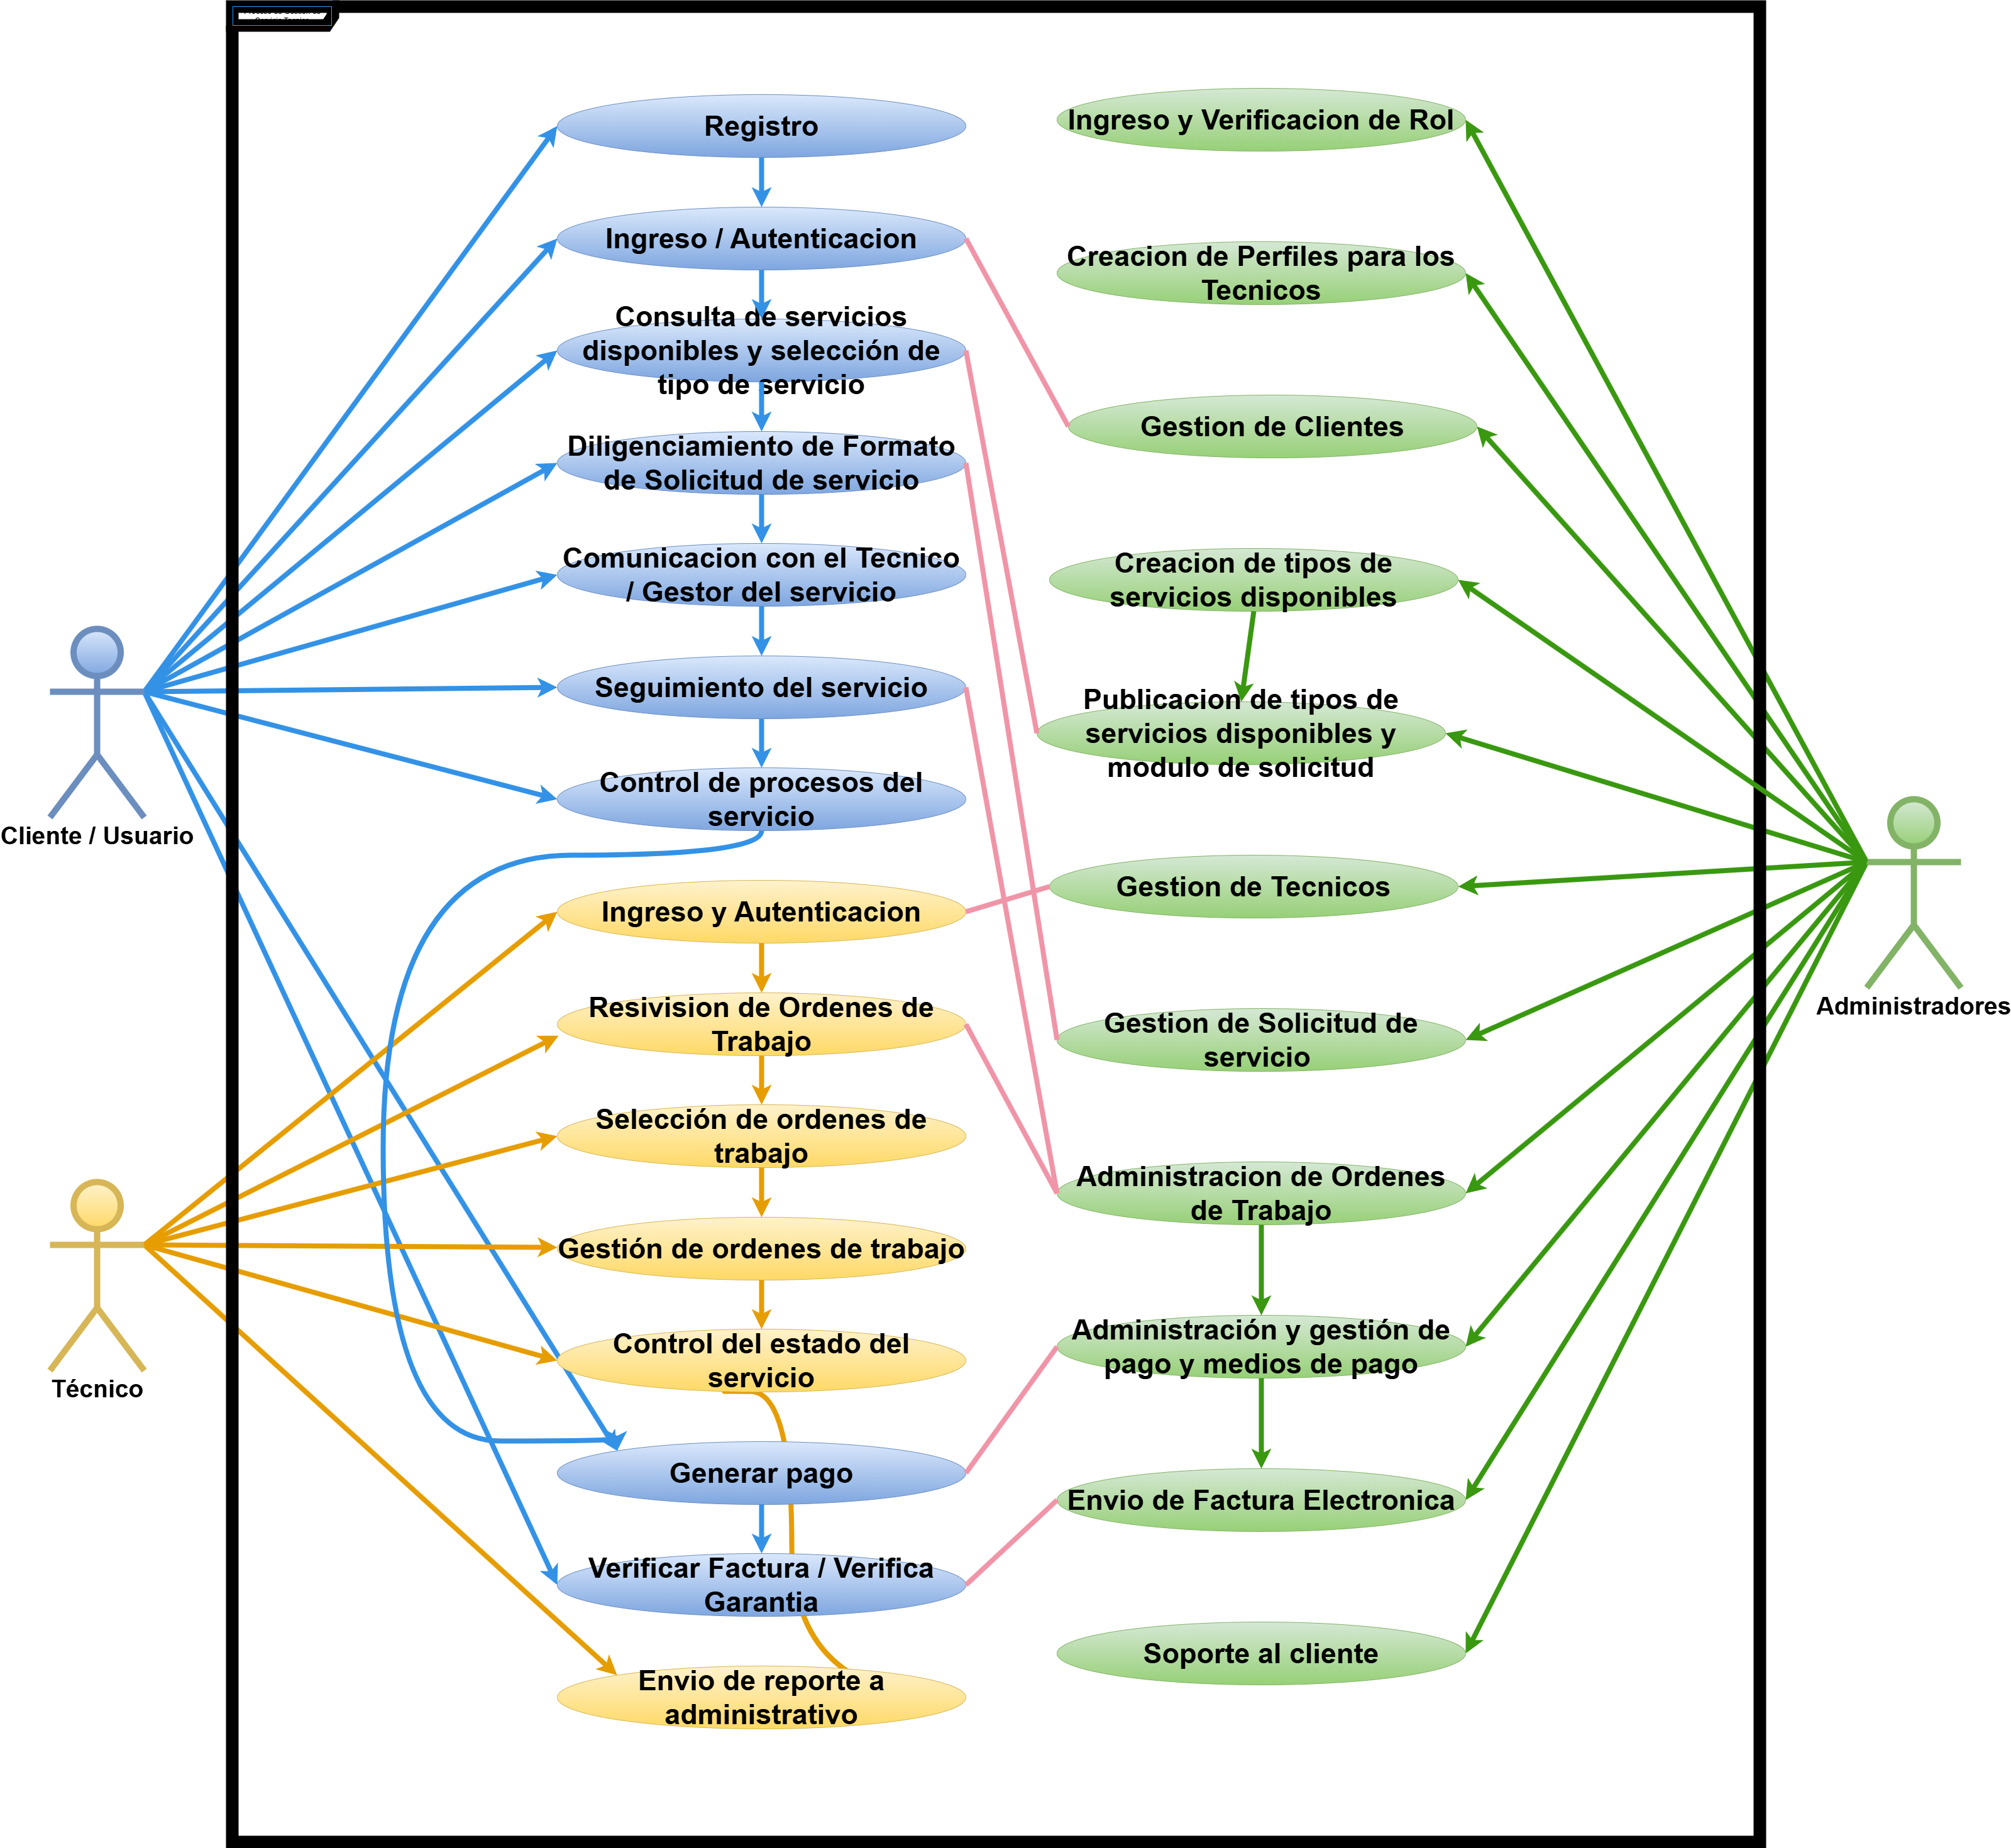 Registro
Ingreso / Autenticacion
Consulta de servicios
disponibles y selección de
tipo de servicio
Diligenciamiento de Formato
de Solicitud de servicio
Comunicacion con el Tecnico
/ Gestor del servicio
Seguimiento del servicio
Control de procesos del
servicio
Ingreso y Autenticacion
Resivision de Ordenes de
Trabajo
Selección de ordenes de
trabajo
Gestión de ordenes de trabajo
Control del estado del
servicio
Generar pago
Verificar Factura / Verifica
Garantia
Envio de reporte a
administrativo
Ingreso y Verificacion de Rol
Creacion de Perfiles para los
Tecnicos
Gestion de Clientes
Creacion de tipos de
servicios disponibles
Publicacion de tipos de
servicios disponibles y
modulo de solicitud
Gestion de Tecnicos
Gestion de Solicitud de
servicio
Administracion de Ordenes
de Trabajo
Administración y gestión de
pago y medios de pago
Envio de Factura Electronica
Soporte al cliente
Cliente / Usuario
Técnico
Administradores